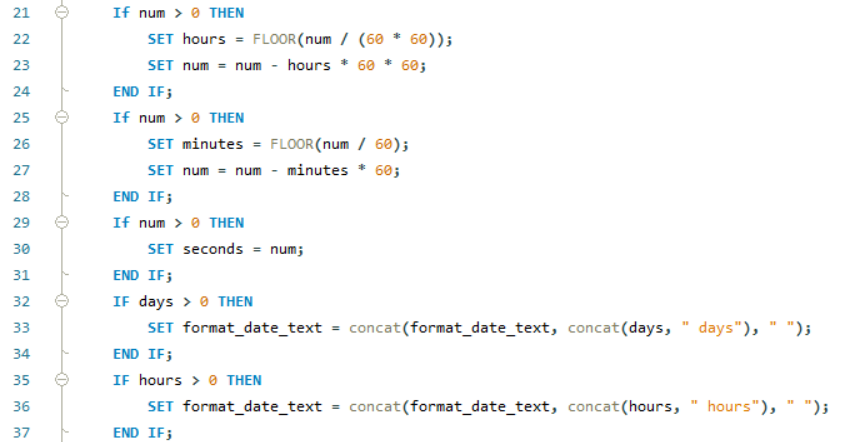 21 If num > 0 THEN
22 SET hours = FLOOR(num / (60 * 60));
23 SET num = num - hours * 60 * 60;
24 END IF;
25 If num > 0 THEN
26 SET minutes = FLOOR(num / 60);
27 SET num = num - minutes * 60;
28 END IF;
29 If num > 0 THEN
30 SET seconds = num;
31 END IF;
32 IF days > 0 THEN
33 SET format_date_text = concat(format_date_text, concat(days, " days"), " ");
34 END IF;
35 IF hours > 0 THEN
36 SET format_date_text = concat(format_date_text, concat(hours, " hours"), " ");
37 END IF;